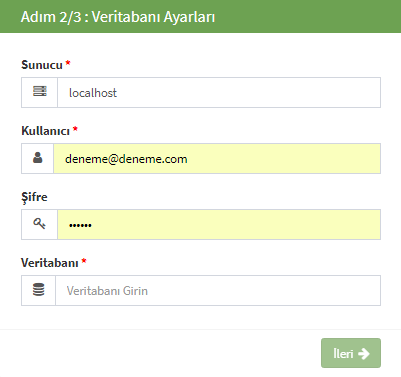 Adım 2/3 : Veritabanı Ayarları
Sunucu *
localhost
Kullanıcı *
deneme@deneme.com
Şifre
••••••
Veritabanı *
Veritabanı Girin
İleri